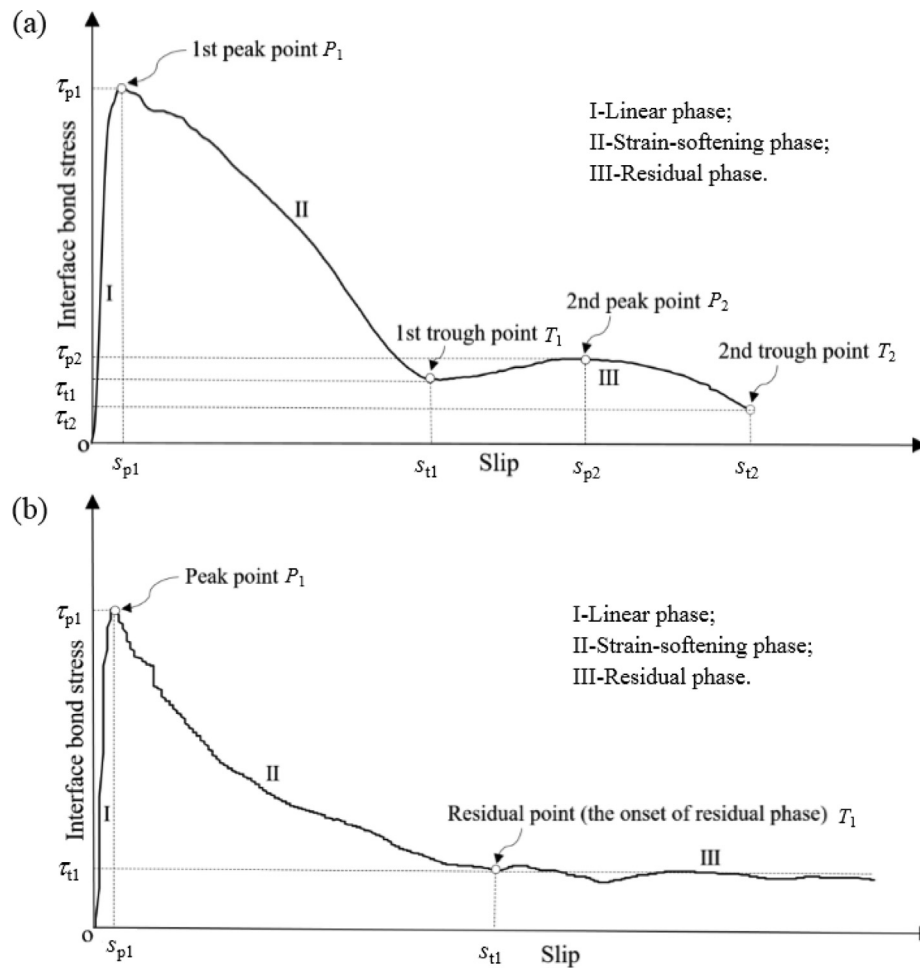 (a)
1st peak point P₁
τp1
I-Linear phase;
II-Strain-softening phase;
III-Residual phase.
Interface bond stress
II
I
2nd peak point P₂
1st trough point T₁
2nd trough point T₂
τp2
III
τt1
τt2
o
sp1
st1
Slip
sp2
st2
(b)
Peak point P₁
τp1
I-Linear phase;
II-Strain-softening phase;
III-Residual phase.
Interface bond stress
II
I
Residual point (the onset of residual phase) T₁
III
τt1
o
sp1
st1
Slip